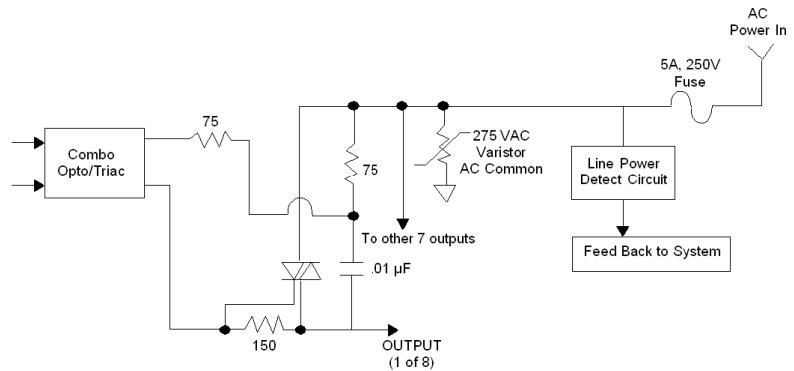 AC
Power In
5A, 250V
Fuse
75
275 VAC
Varistor
AC Common
Combo
Opto/Triac
75
Line Power
Detect Circuit
To other 7 outputs
Feed Back to System
.01 µF
150
OUTPUT
(1 of 8)